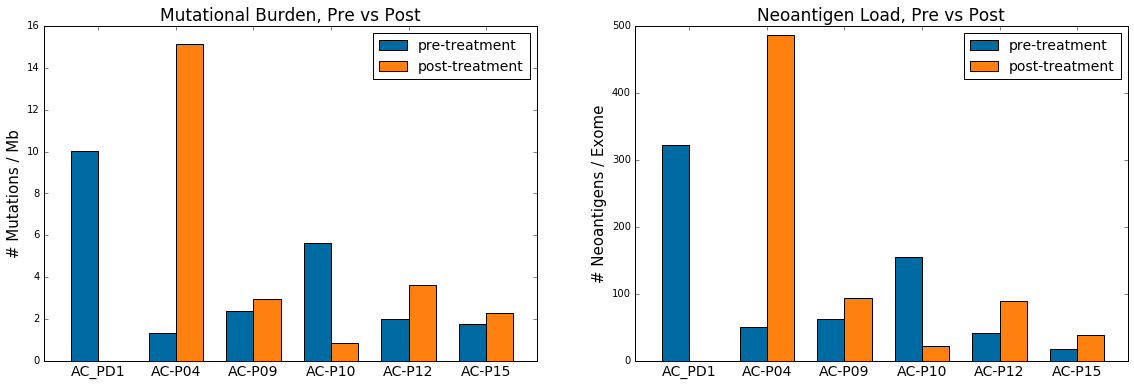 Mutational Burden, Pre vs Post
# Mutations / Mb
16
14
12
10
8
6
4
2
0
pre-treatment
post-treatment
AC_PD1 AC-P04 AC-P09 AC-P10 AC-P12 AC-P15
Neoantigen Load, Pre vs Post
# Neoantigens / Exome
500
400
300
200
100
0
pre-treatment
post-treatment
AC_PD1 AC-P04 AC-P09 AC-P10 AC-P12 AC-P15